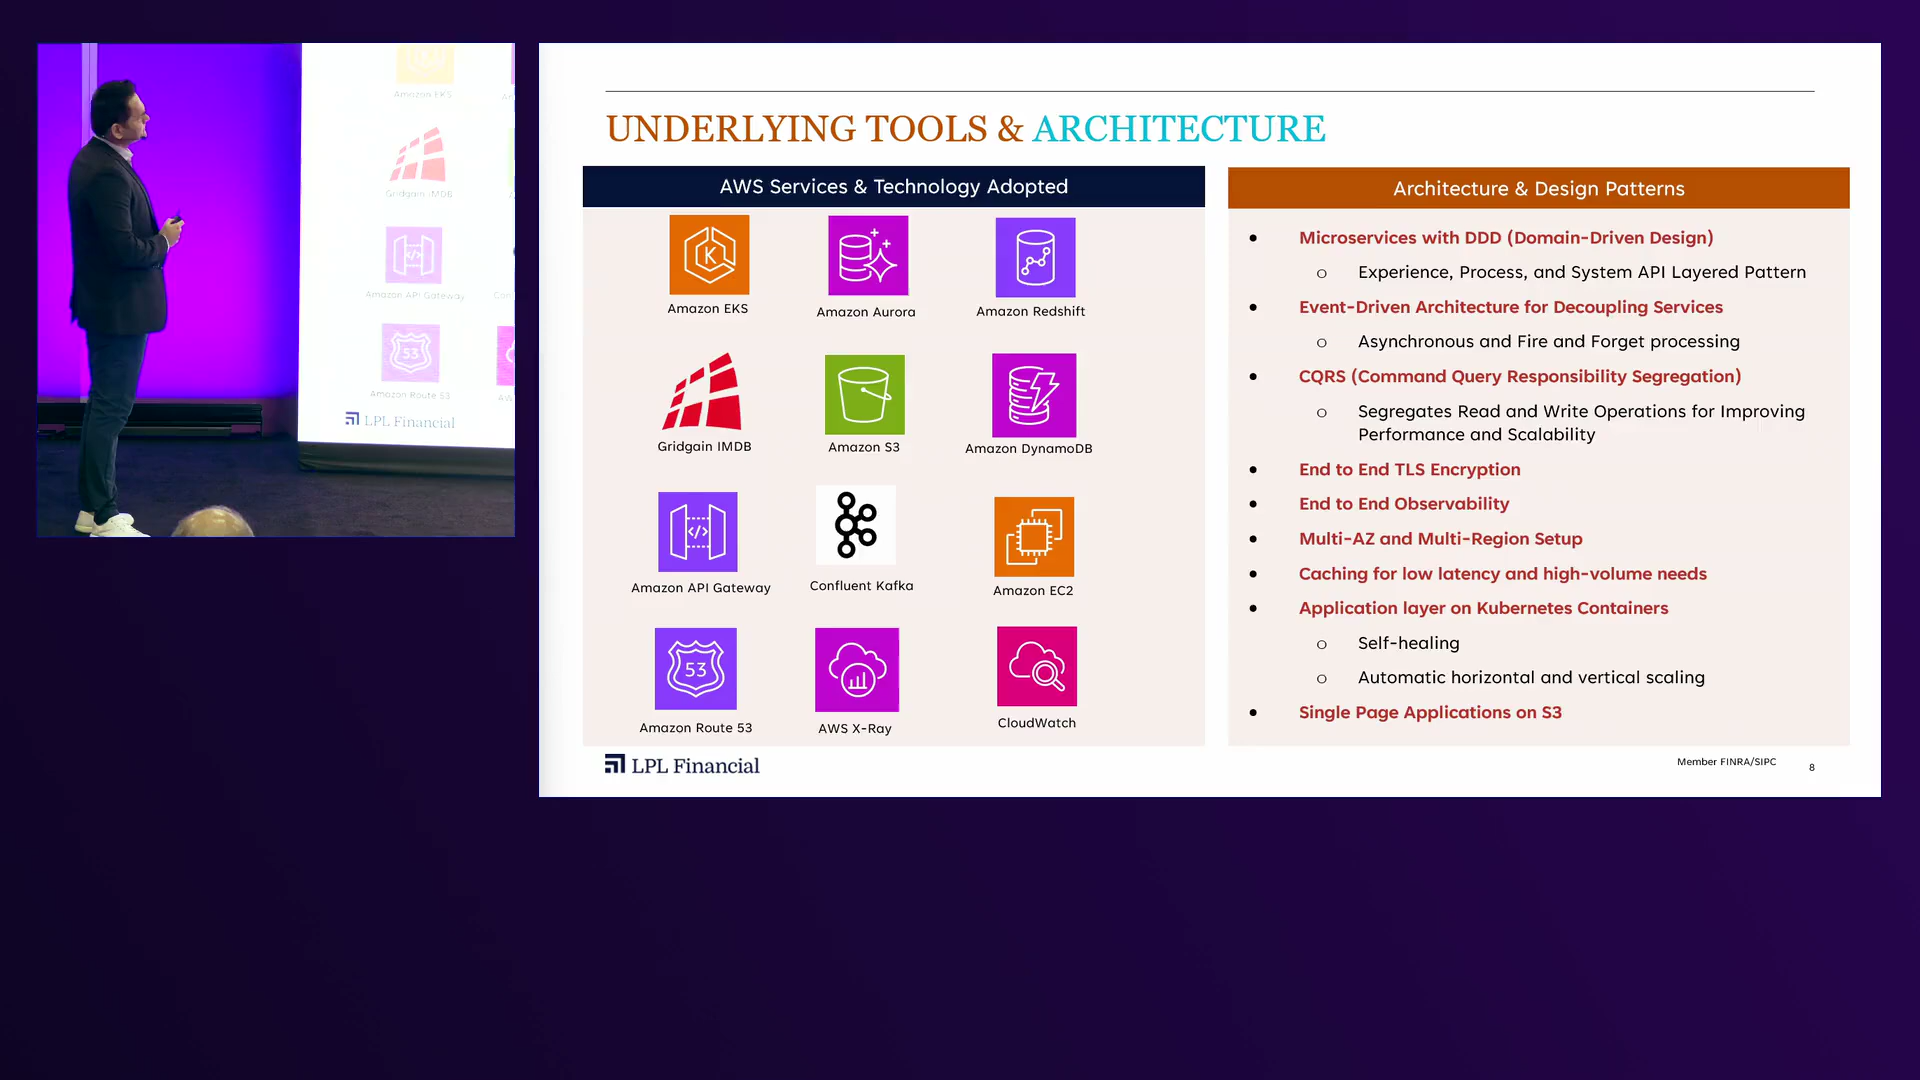 Amazon EKS
Gridgain IMDB
Amazon API Gateway
53
Amazon Route 53
LPL Financial
UNDERLYING TOOLS & ARCHITECTURE
AWS Services & Technology Adopted
K
Amazon EKS
Amazon Aurora
Amazon Redshift
Gridgain IMDB
Amazon S3
Amazon DynamoDB
</>
Amazon API Gateway
Confluent Kafka
Amazon EC2
53
Amazon Route 53
AWS X-Ray
CloudWatch
Architecture & Design Patterns
• Microservices with DDD (Domain-Driven Design)
o Experience, Process, and System API Layered Pattern
• Event-Driven Architecture for Decoupling Services
o Asynchronous and Fire and Forget processing
• CQRS (Command Query Responsibility Segregation)
o Segregates Read and Write Operations for Improving
Performance and Scalability
• End to End TLS Encryption
• End to End Observability
• Multi-AZ and Multi-Region Setup
• Caching for low latency and high-volume needs
• Application layer on Kubernetes Containers
o Self-healing
o Automatic horizontal and vertical scaling
• Single Page Applications on S3
LPL Financial
Member FINRA/SIPC
8